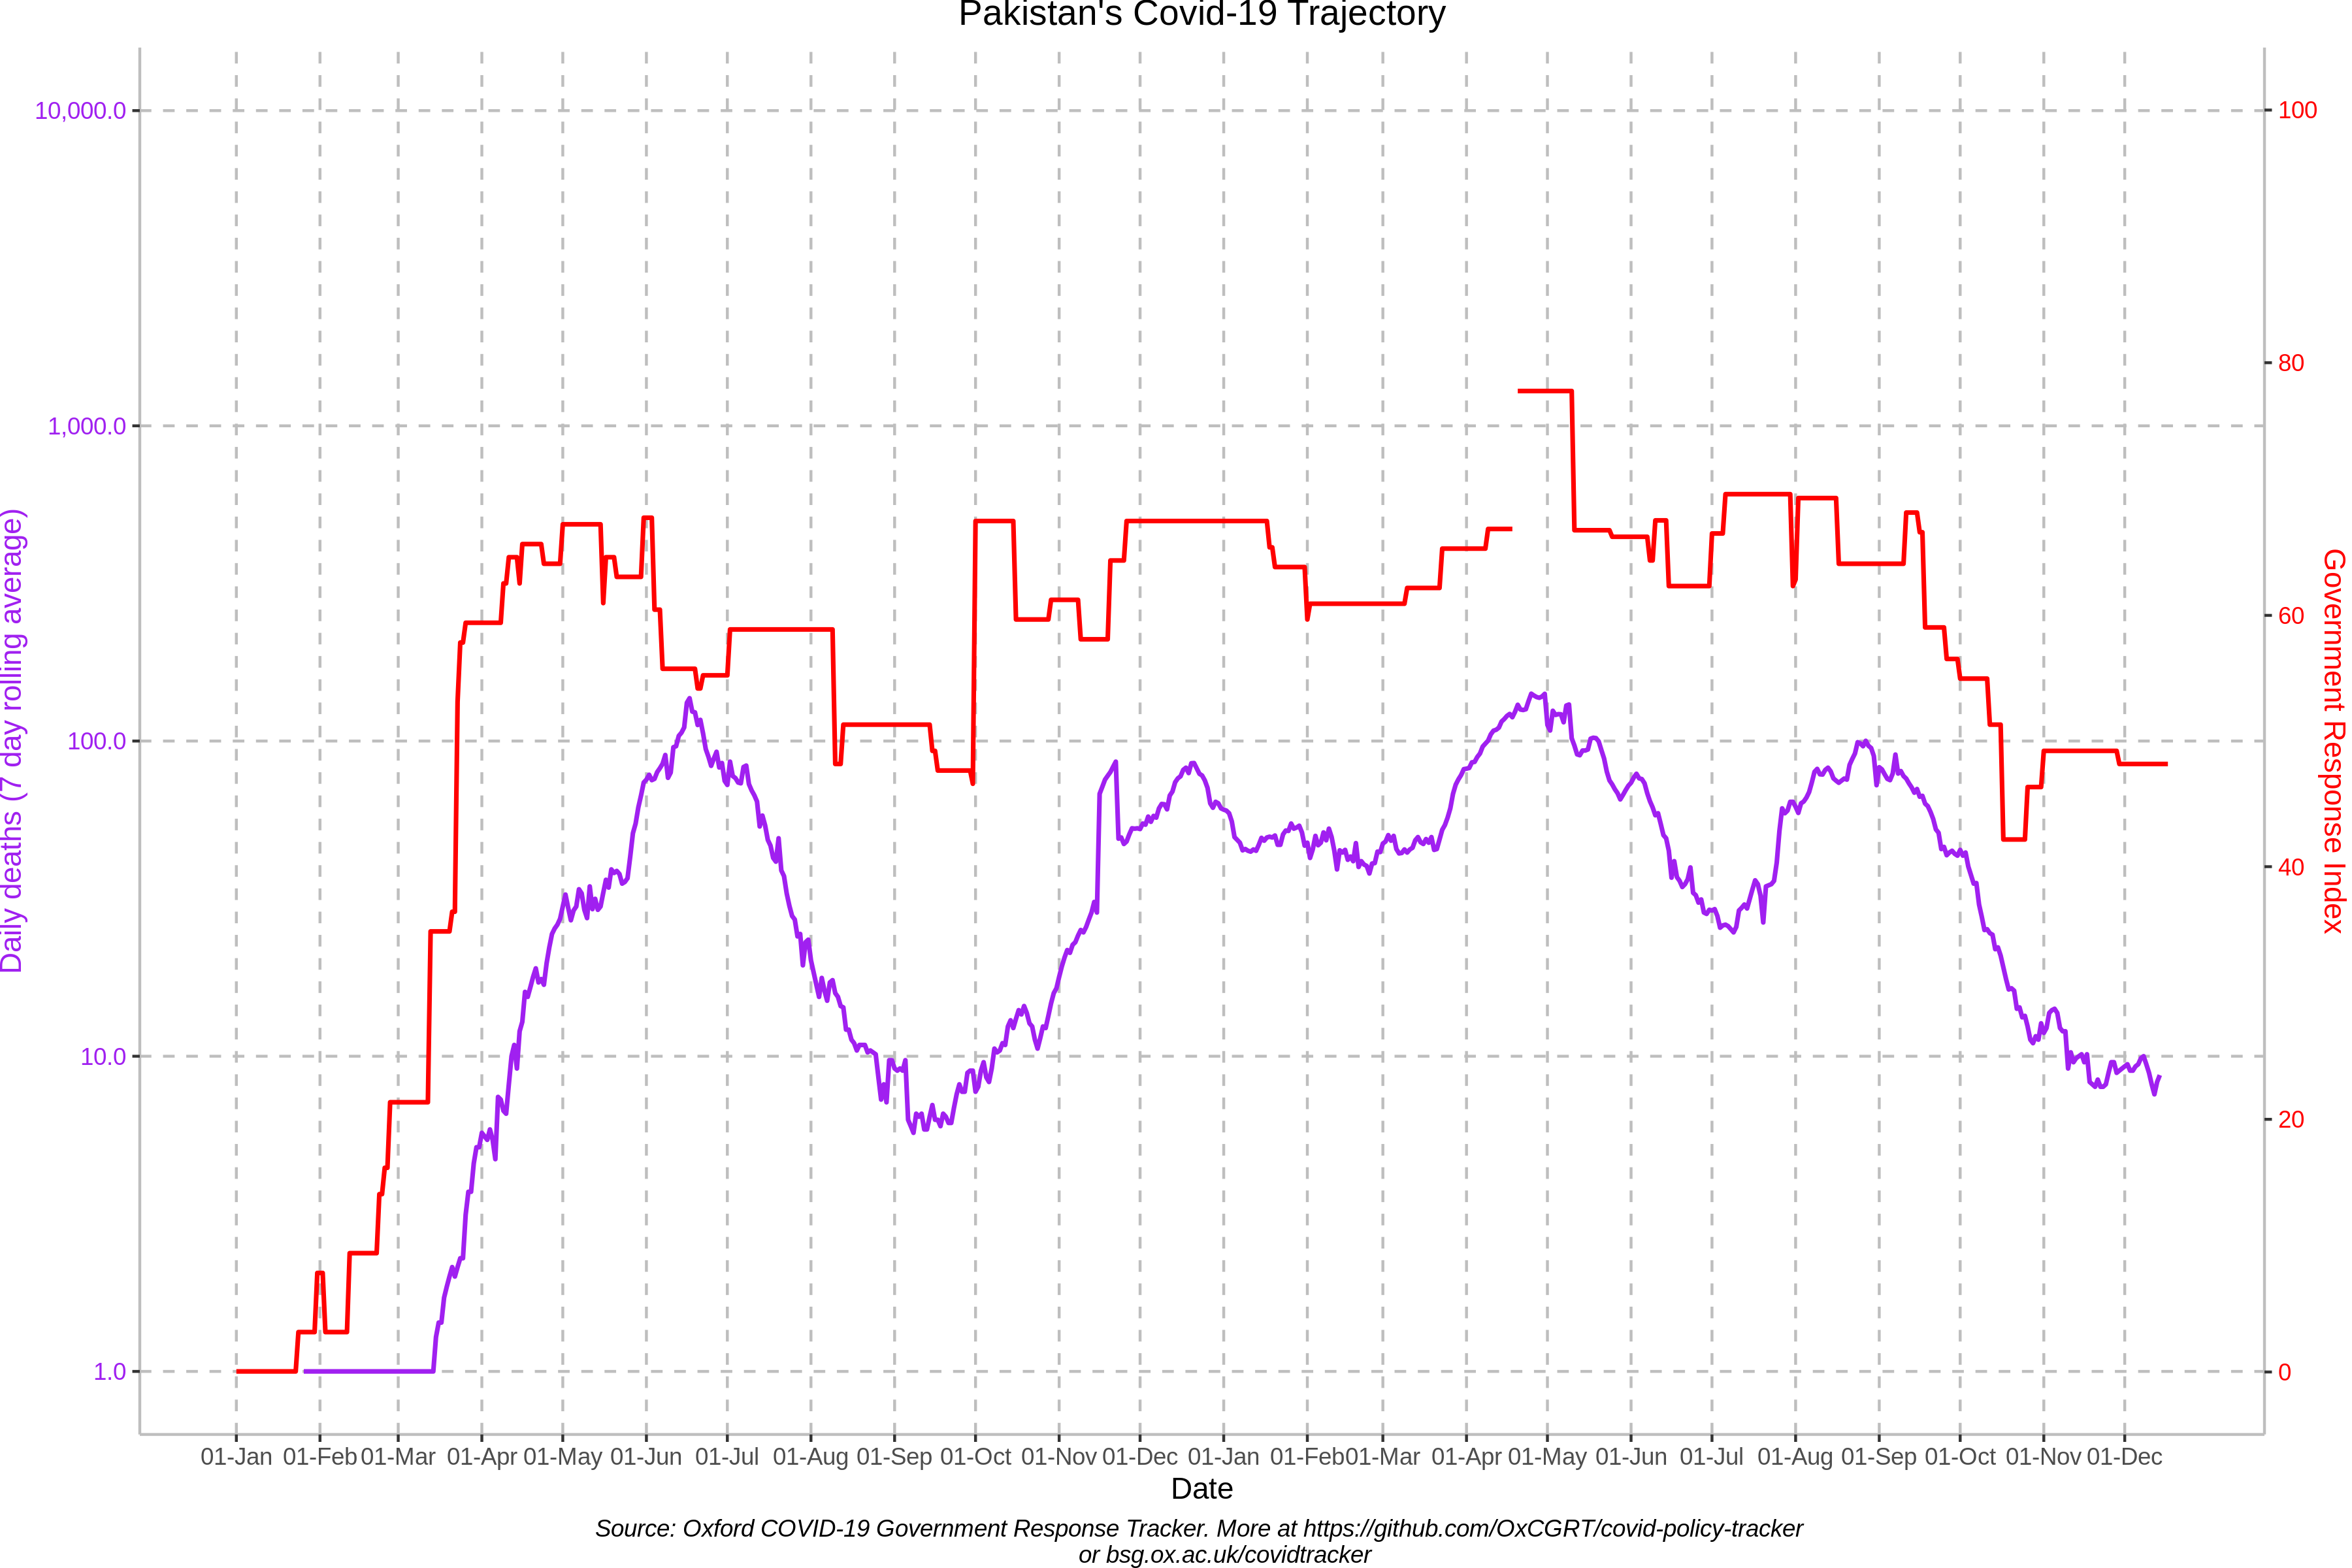 Pakistan's Covid-19 Trajectory
Daily deaths (7 day rolling average)
10,000.0
1,000.0
100.0
10.0
1.0
Government Response Index
100
80
60
40
20
0
01-Jan 01-Feb 01-Mar 01-Apr 01-May 01-Jun 01-Jul 01-Aug 01-Sep 01-Oct 01-Nov 01-Dec 01-Jan 01-Feb 01-Mar 01-Apr 01-May 01-Jun 01-Jul 01-Aug 01-Sep 01-Oct 01-Nov 01-Dec
Date
Source: Oxford COVID-19 Government Response Tracker. More at https://github.com/OxCGRT/covid-policy-tracker
or bsg.ox.ac.uk/covidtracker